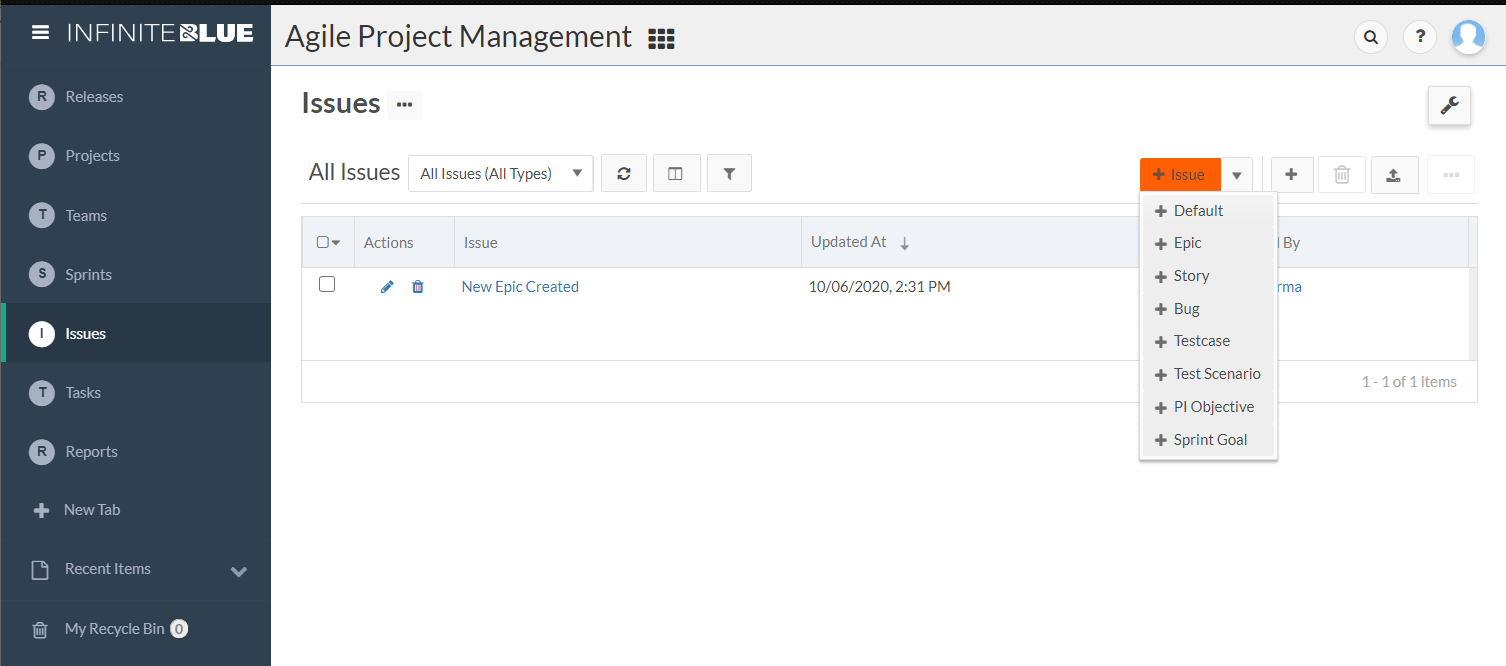 INFINITEBLUE
Agile Project Management
?
R Releases
P Projects
T Teams
S Sprints
I Issues
T Tasks
R Reports
New Tab
Recent Items
My Recycle Bin 0
Issues
All Issues
All Issues (All Types)
Issue
Actions
Issue
Updated At
By
New Epic Created
10/06/2020, 2:31 PM
rma
1 - 1 of 1 items
Default
Epic
Story
Bug
Testcase
Test Scenario
PI Objective
Sprint Goal